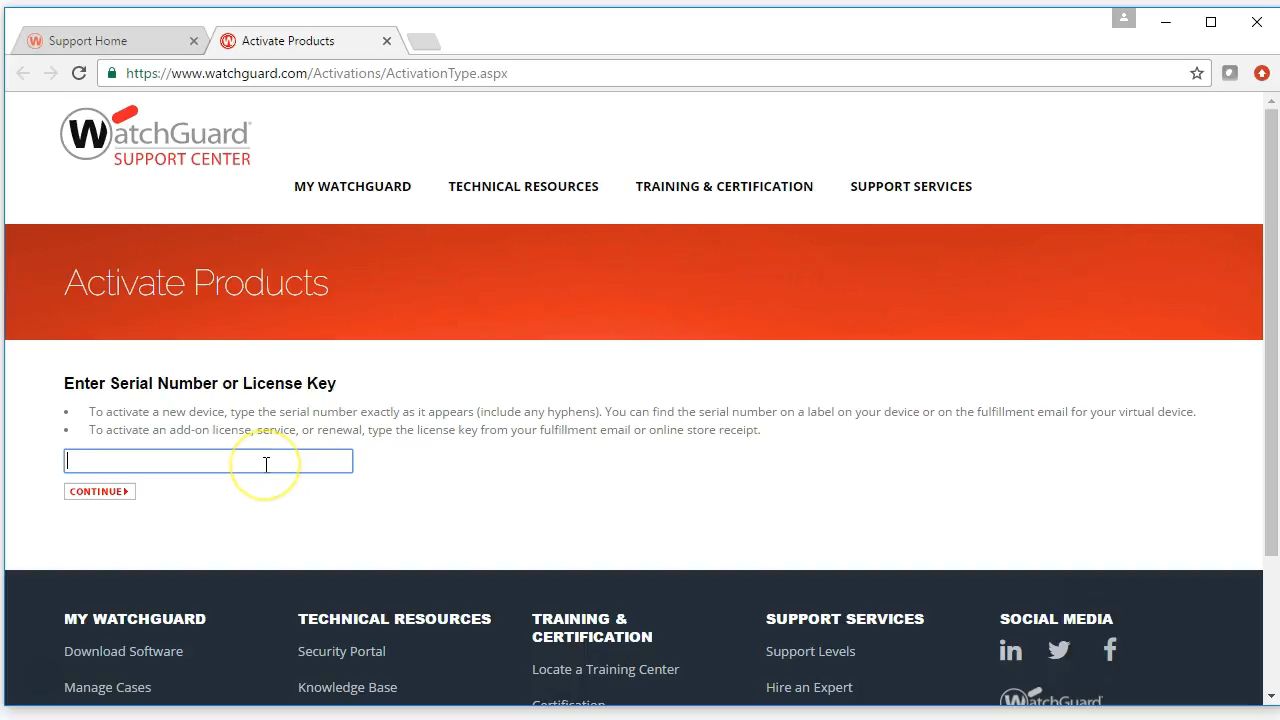 Support Home
Activate Products
https://www.watchguard.com/Activations/ActivationType.aspx
WatchGuard
SUPPORT CENTER
MY WATCHGUARD TECHNICAL RESOURCES TRAINING & CERTIFICATION SUPPORT SERVICES
Activate Products
Enter Serial Number or License Key
• To activate a new device, type the serial number exactly as it appears (include any hyphens). You can find the serial number on a label on your device or on the fulfillment email for your virtual device.
• To activate an add-on license, service, or renewal, type the license key from your fulfillment email or online store receipt.
CONTINUE
MY WATCHGUARD
Download Software
Manage Cases
TECHNICAL RESOURCES
Security Portal
Knowledge Base
TRAINING &
CERTIFICATION
Locate a Training Center
Certification
SUPPORT SERVICES
Support Levels
Hire an Expert
SOCIAL MEDIA
WatchGuard